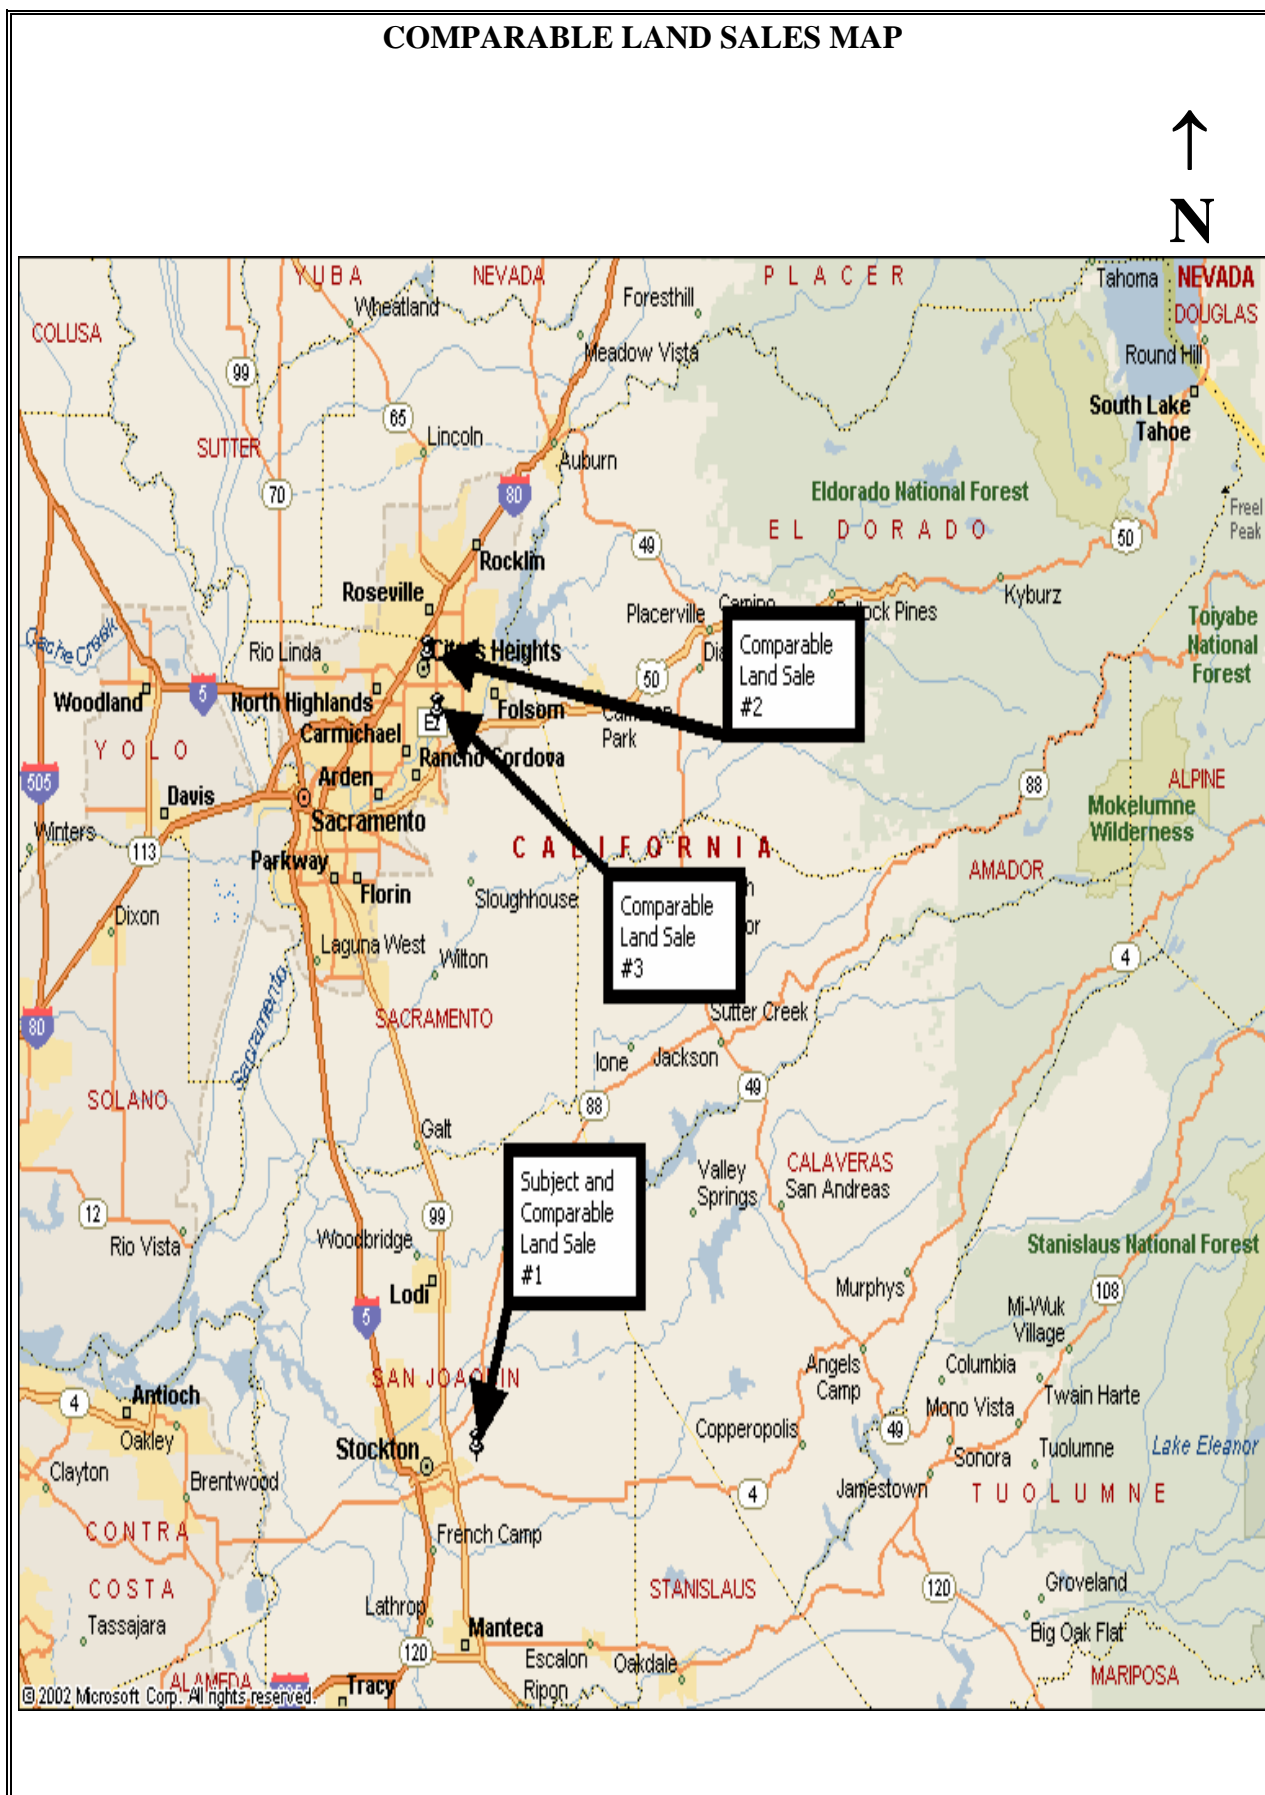 COMPARABLE LAND SALES MAP
↑
N
YUBA
NEVADA
PLACER
Tahoma
NEVADA
DOUGLAS
Foresthill
Wheatland
COLUSA
Meadow Vista
Round Hill
99
65
South Lake
Tahoe
SUTTER
Lincoln
Auburn
70
80
Eldorado National Forest
Freel
Peak
EL DORADO
50
49
Rocklin
Roseville
Kyburz
Placerville
Toiyabe
National
Forest
Cache Creek
Rio Linda
Comparable
Land Sale
#2
50
Woodland
5
North Highlands
Folsom
Park
Carmichael
YOLO
Rancho Cordova
Arden
505
88
ALPINE
Davis
Mokelumne
Wilderness
Sacramento
Winters
113
CALIFORNIA
Parkway
AMADOR
Florin
Sloughhouse
Comparable
Land Sale
#3
Dixon
Laguna West
Wilton
4
Sacramento
80
SACRAMENTO
Sutter Creek
Ione
Jackson
49
SOLANO
88
Galt
Valley
Springs
CALAVERAS
San Andreas
Subject and
Comparable
Land Sale
#1
12
99
Rio Vista
Woodbridge
Stanislaus National Forest
Lodi
Murphys
108
5
Mi-Wuk
Village
Angels
Camp
Columbia
SAN JOAQUIN
Twain Harte
4
Antioch
Mono Vista
49
Copperopolis
Oakley
Stockton
Sonora
Tuolumne
Lake Eleanor
Clayton
Brentwood
4
Jamestown
TUOLUMNE
CONTRA
French Camp
COSTA
STANISLAUS
120
Groveland
Lathrop
Tassajara
Manteca
Big Oak Flat
120
Escalon
Oakdale
ALAMEDA
MARIPOSA
Tracy
Ripon
© 2002 Microsoft Corp. All rights reserved.